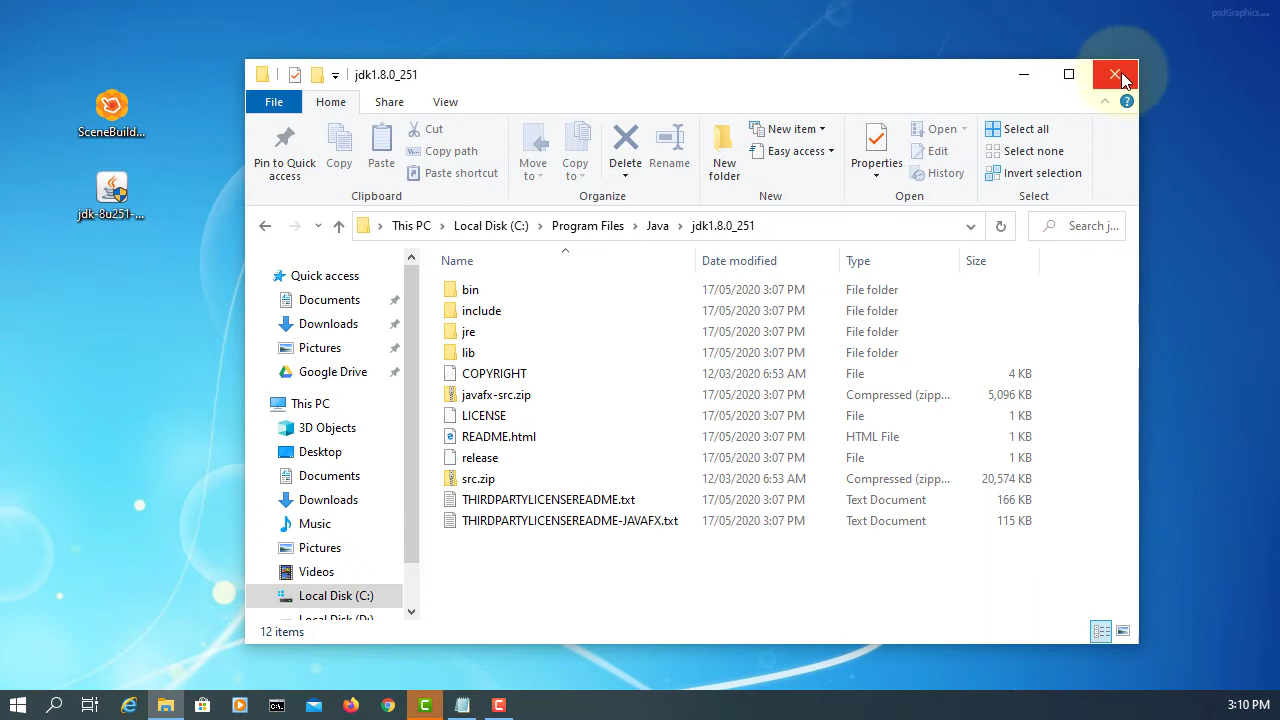 psdGraphics.com
SceneBuild...
jdk-8u251-...
jdk1.8.0_251
File Home Share View
Pin to Quick access
Copy
Paste
Cut
Copy path
Paste shortcut
Clipboard
Move to
Copy to
Delete
Rename
Organize
New folder
New item
Easy access
New
Properties
Open
Edit
History
Open
Select all
Select none
Invert selection
Select
This PC Local Disk (C:) Program Files Java jdk1.8.0_251
Search j...
Name Date modified Type Size
bin 17/05/2020 3:07 PM File folder
include 17/05/2020 3:07 PM File folder
jre 17/05/2020 3:07 PM File folder
lib 17/05/2020 3:07 PM File folder
COPYRIGHT 12/03/2020 6:53 AM File 4 KB
javafx-src.zip 17/05/2020 3:07 PM Compressed (zipp... 5,096 KB
LICENSE 17/05/2020 3:07 PM File 1 KB
README.html 17/05/2020 3:07 PM HTML File 1 KB
release 17/05/2020 3:07 PM File 1 KB
src.zip 12/03/2020 6:53 AM Compressed (zipp... 20,574 KB
THIRDPARTYLICENSEREADME.txt 17/05/2020 3:07 PM Text Document 166 KB
THIRDPARTYLICENSEREADME-JAVAFX.txt 17/05/2020 3:07 PM Text Document 115 KB
Quick access
Documents
Downloads
Pictures
Google Drive
This PC
3D Objects
Desktop
Documents
Downloads
Music
Pictures
Videos
Local Disk (C:)
Local Disk (D:)
12 items
3:10 PM